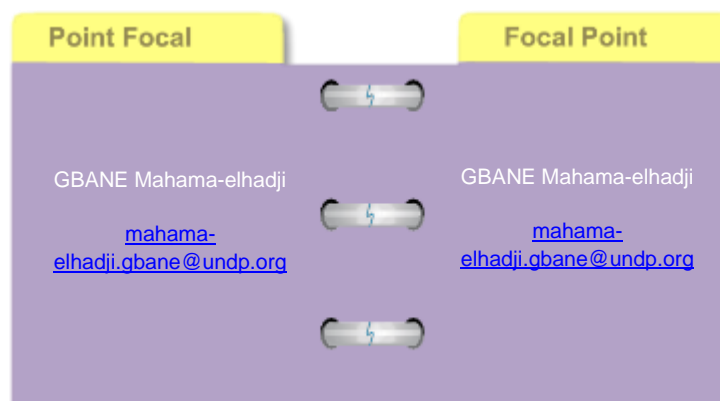 Point Focal
GBANE Mahama-elhadji
mahama-
elhadji.gbane@undp.org
Focal Point
GBANE Mahama-elhadji
mahama-
elhadji.gbane@undp.org